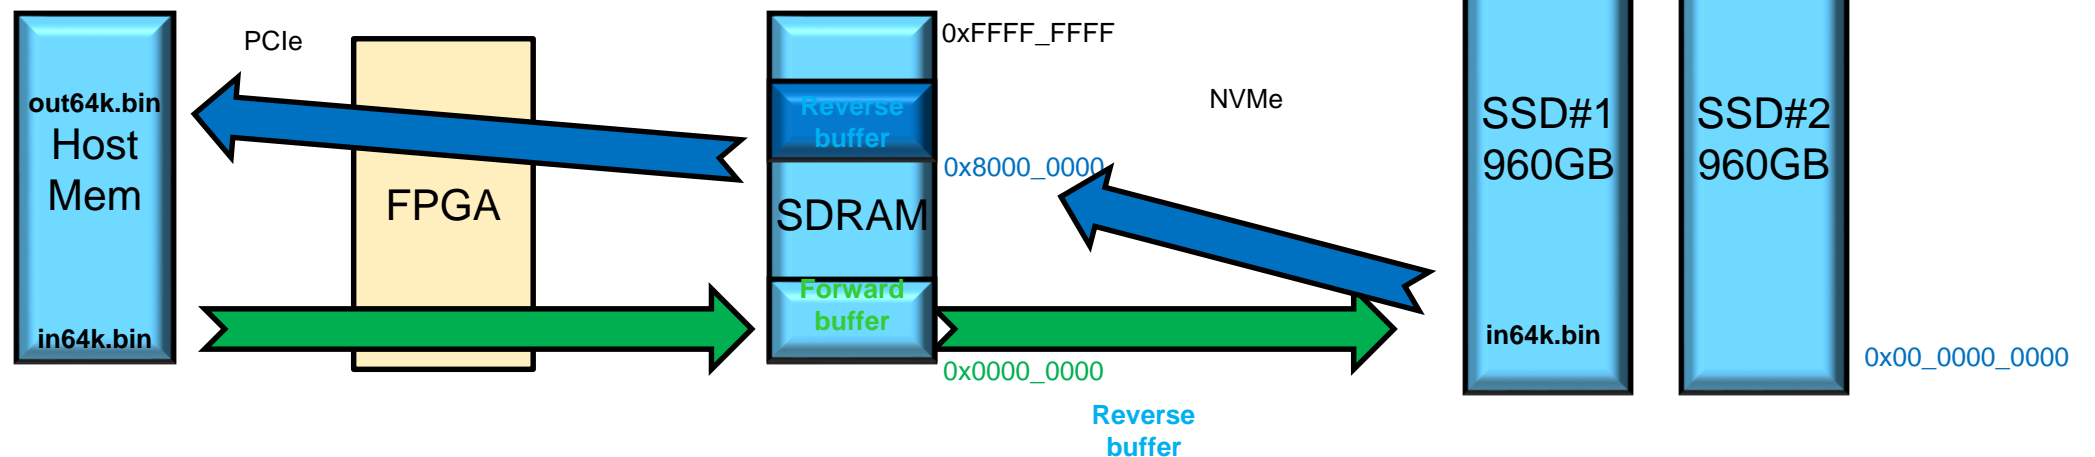 PCIe
out64k.bin
Host
Mem
in64k.bin
FPGA
0xFFFF_FFFF
Reverse
buffer
0x8000_0000
SDRAM
Forward
buffer
0x0000_0000
NVMe
Reverse
buffer
SSD#1
960GB
in64k.bin
SSD#2
960GB
0x00_0000_0000